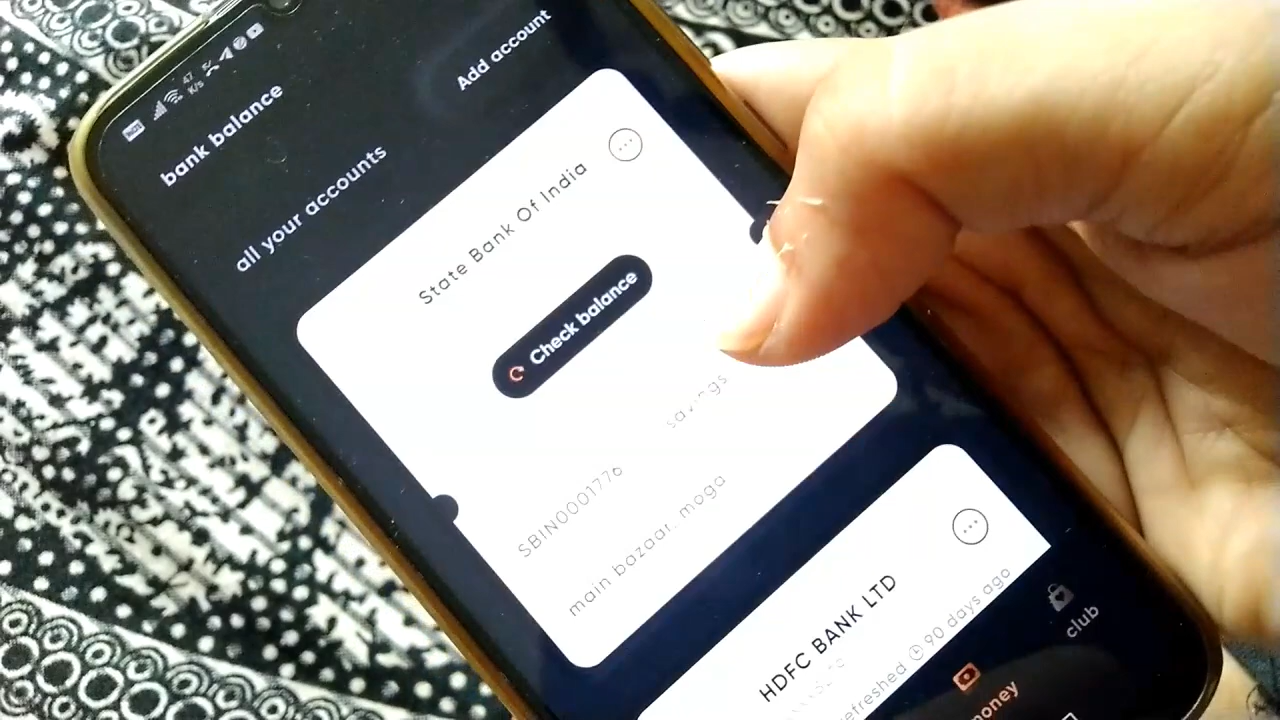 47
K/s
bank balance
Add account
all your accounts
State Bank Of India
Check balance
savings
SBIN0001776
main bazaar, moga
HDFC BANK LTD
refreshed 90 days ago
club
money